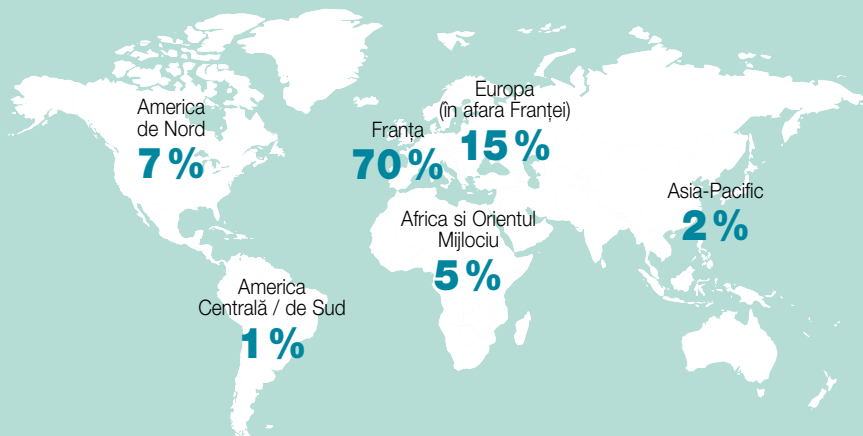 America
de Nord
7 %
Franța
70 %
Europa
(în afara Franței)
15 %
Asia-Pacific
2 %
Africa si Orientul
Mijlociu
5 %
America
Centrală / de Sud
1 %